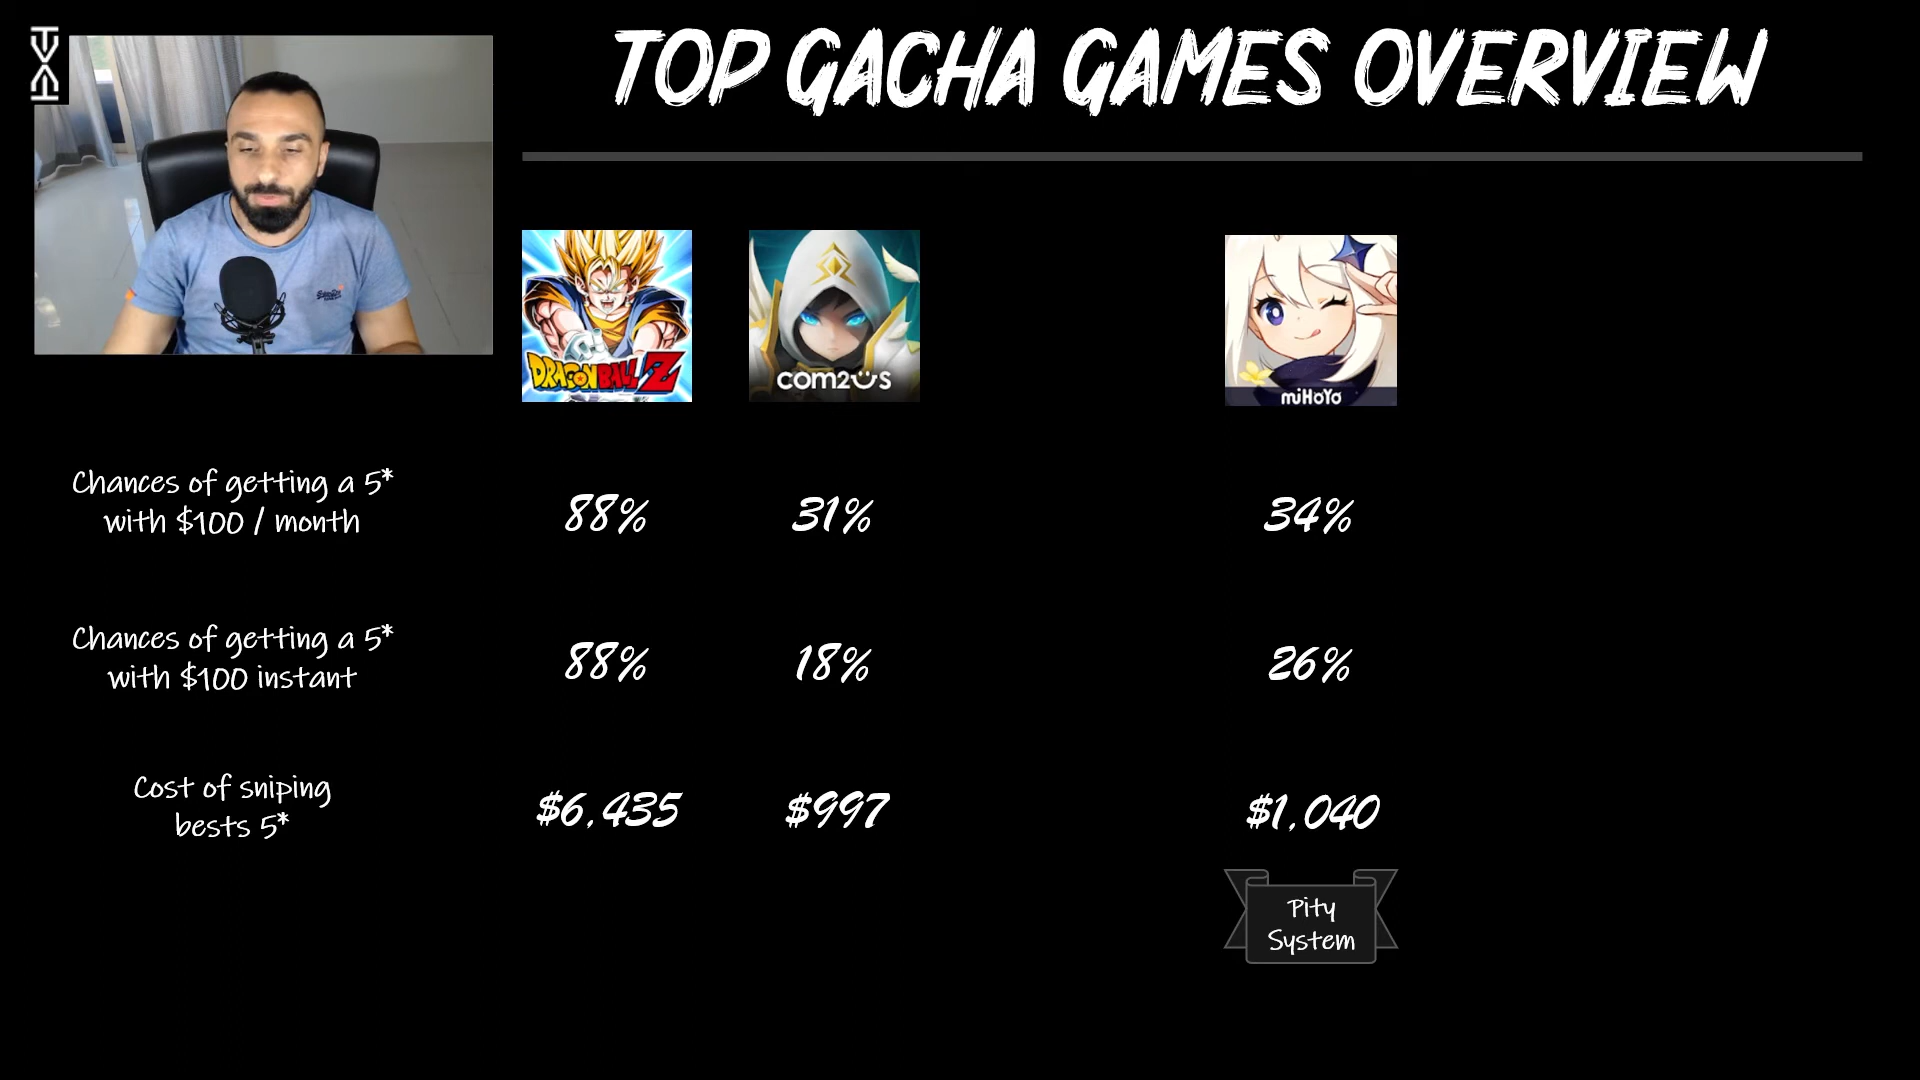 TOP GACHA GAMES OVERVIEW
DRAGON BALL Z
com2us
miHoYo
Chances of getting a 5*
with $100 / month
88%
31%
34%
Chances of getting a 5*
with $100 instant
88%
18%
26%
Cost of sniping
bests 5*
$6,435
$997
$1,040
Pity
System